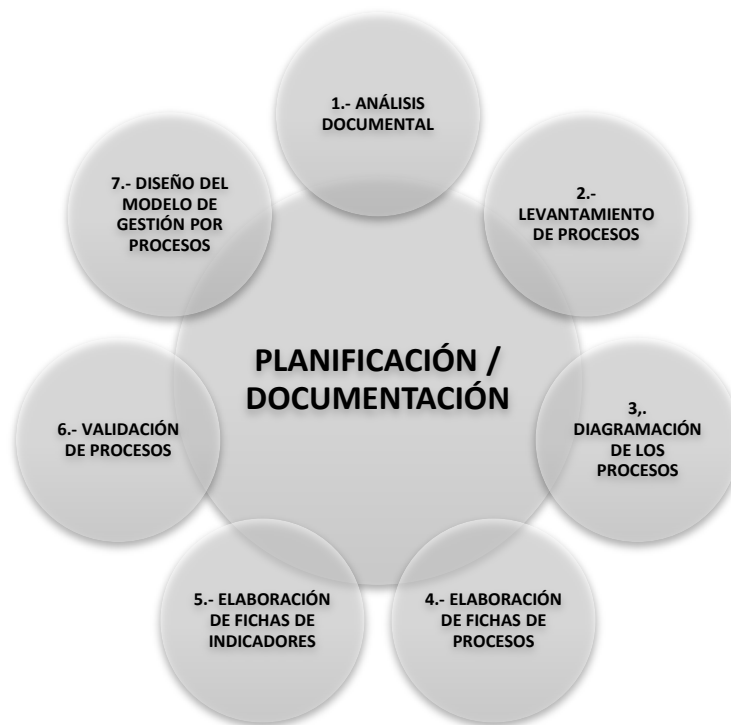 1.- ANÁLISIS
DOCUMENTAL
2.-
LEVANTAMIENTO
DE PROCESOS
3,.
DIAGRAMACIÓN
DE LOS
PROCESOS
4.- ELABORACIÓN
DE FICHAS DE
PROCESOS
5.- ELABORACIÓN
DE FICHAS DE
INDICADORES
6.- VALIDACIÓN
DE PROCESOS
7.- DISEÑO DEL
MODELO DE
GESTIÓN POR
PROCESOS
PLANIFICACIÓN /
DOCUMENTACIÓN